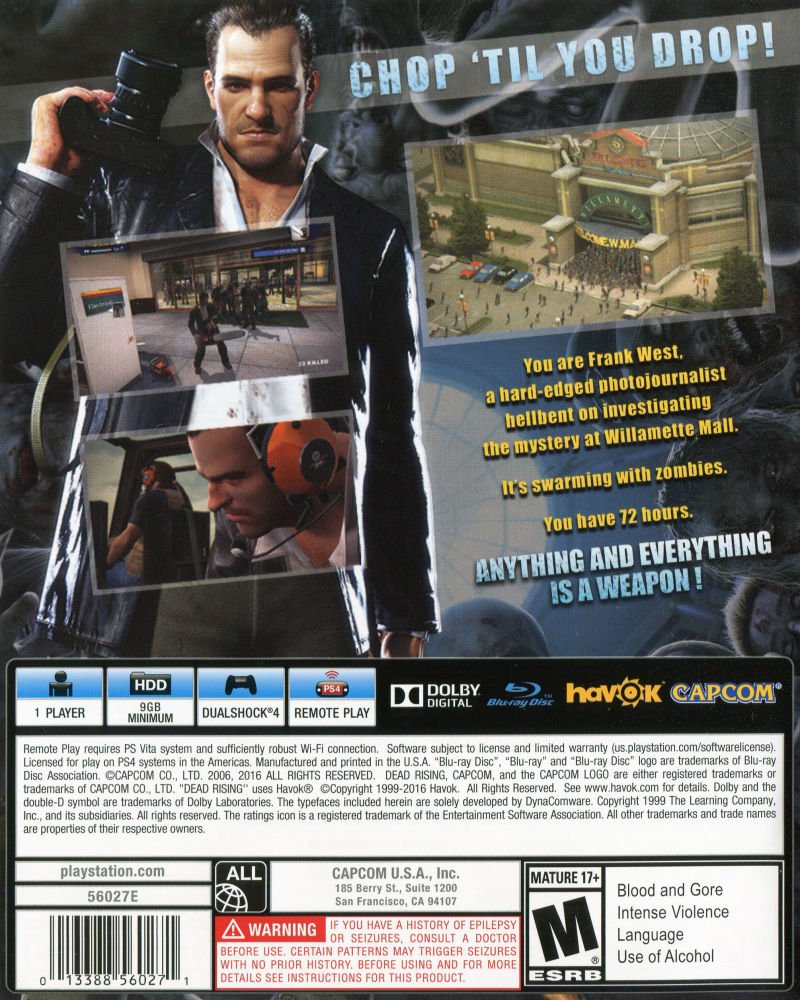 CHOP 'TIL YOU DROP!
WILLAMETTE
22 KILLED
You are Frank West,
a hard-edged photojournalist
hellbent on investigating
the mystery at Willamette Mall.
It's swarming with zombies.
You have 72 hours.
ANYTHING AND EVERYTHING
IS A WEAPON!
1 PLAYER
HDD
9GB
MINIMUM
DUALSHOCK®4
PS4
REMOTE PLAY
DOLBY
DIGITAL
Blu-ray Disc™
havok
CAPCOM®
Remote Play requires PS Vita system and sufficiently robust Wi-Fi connection. Software subject to license and limited warranty (us.playstation.com/softwarelicense).
Licensed for play on PS4 systems in the Americas. Manufactured and printed in the U.S.A. "Blu-ray Disc", "Blu-ray" and "Blu-ray Disc" logo are trademarks of Blu-ray
Disc Association. ©CAPCOM CO., LTD. 2006, 2016 ALL RIGHTS RESERVED. DEAD RISING, CAPCOM, and the CAPCOM LOGO are either registered trademarks or
trademarks of CAPCOM CO., LTD. "DEAD RISING" uses Havok® ©Copyright 1999-2016 Havok. All Rights Reserved. See www.havok.com for details. Dolby and the
double-D symbol are trademarks of Dolby Laboratories. The typefaces included herein are solely developed by DynaComware. Copyright 1999 The Learning Company,
Inc., and its subsidiaries. All rights reserved. The ratings icon is a registered trademark of the Entertainment Software Association. All other trademarks and trade names
are properties of their respective owners.
playstation.com
56027E
ALL
CAPCOM U.S.A., Inc.
185 Berry St., Suite 1200
San Francisco, CA 94107
WARNING IF YOU HAVE A HISTORY OF EPILEPSY
OR SEIZURES, CONSULT A DOCTOR
BEFORE USE. CERTAIN PATTERNS MAY TRIGGER SEIZURES
WITH NO PRIOR HISTORY. BEFORE USING AND FOR MORE
DETAILS SEE INSTRUCTIONS FOR THIS PRODUCT.
0 13388 56027 1
MATURE 17+
M®
ESRB
Blood and Gore
Intense Violence
Language
Use of Alcohol